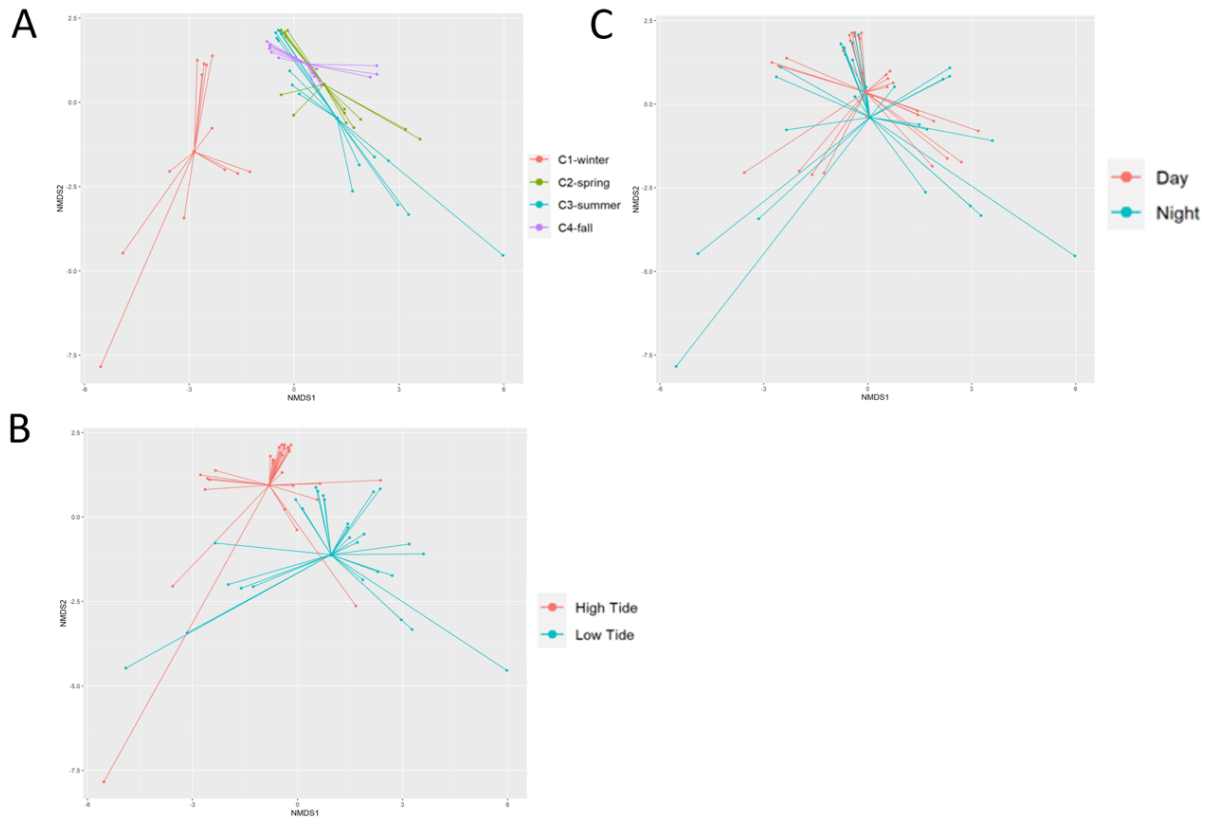 A
2.5
0.0
-2.5
-5.0
-7.5
NMDS2
-6
-3
0
3
6
NMDS1
C1-winter
C2-spring
C3-summer
C4-fall
C
2.5
0.0
-2.5
-5.0
-7.5
NMDS2
-6
-3
0
3
6
NMDS1
Day
Night
B
2.5
0.0
-2.5
-5.0
-7.5
NMDS2
-6
-3
0
3
6
NMDS1
High Tide
Low Tide